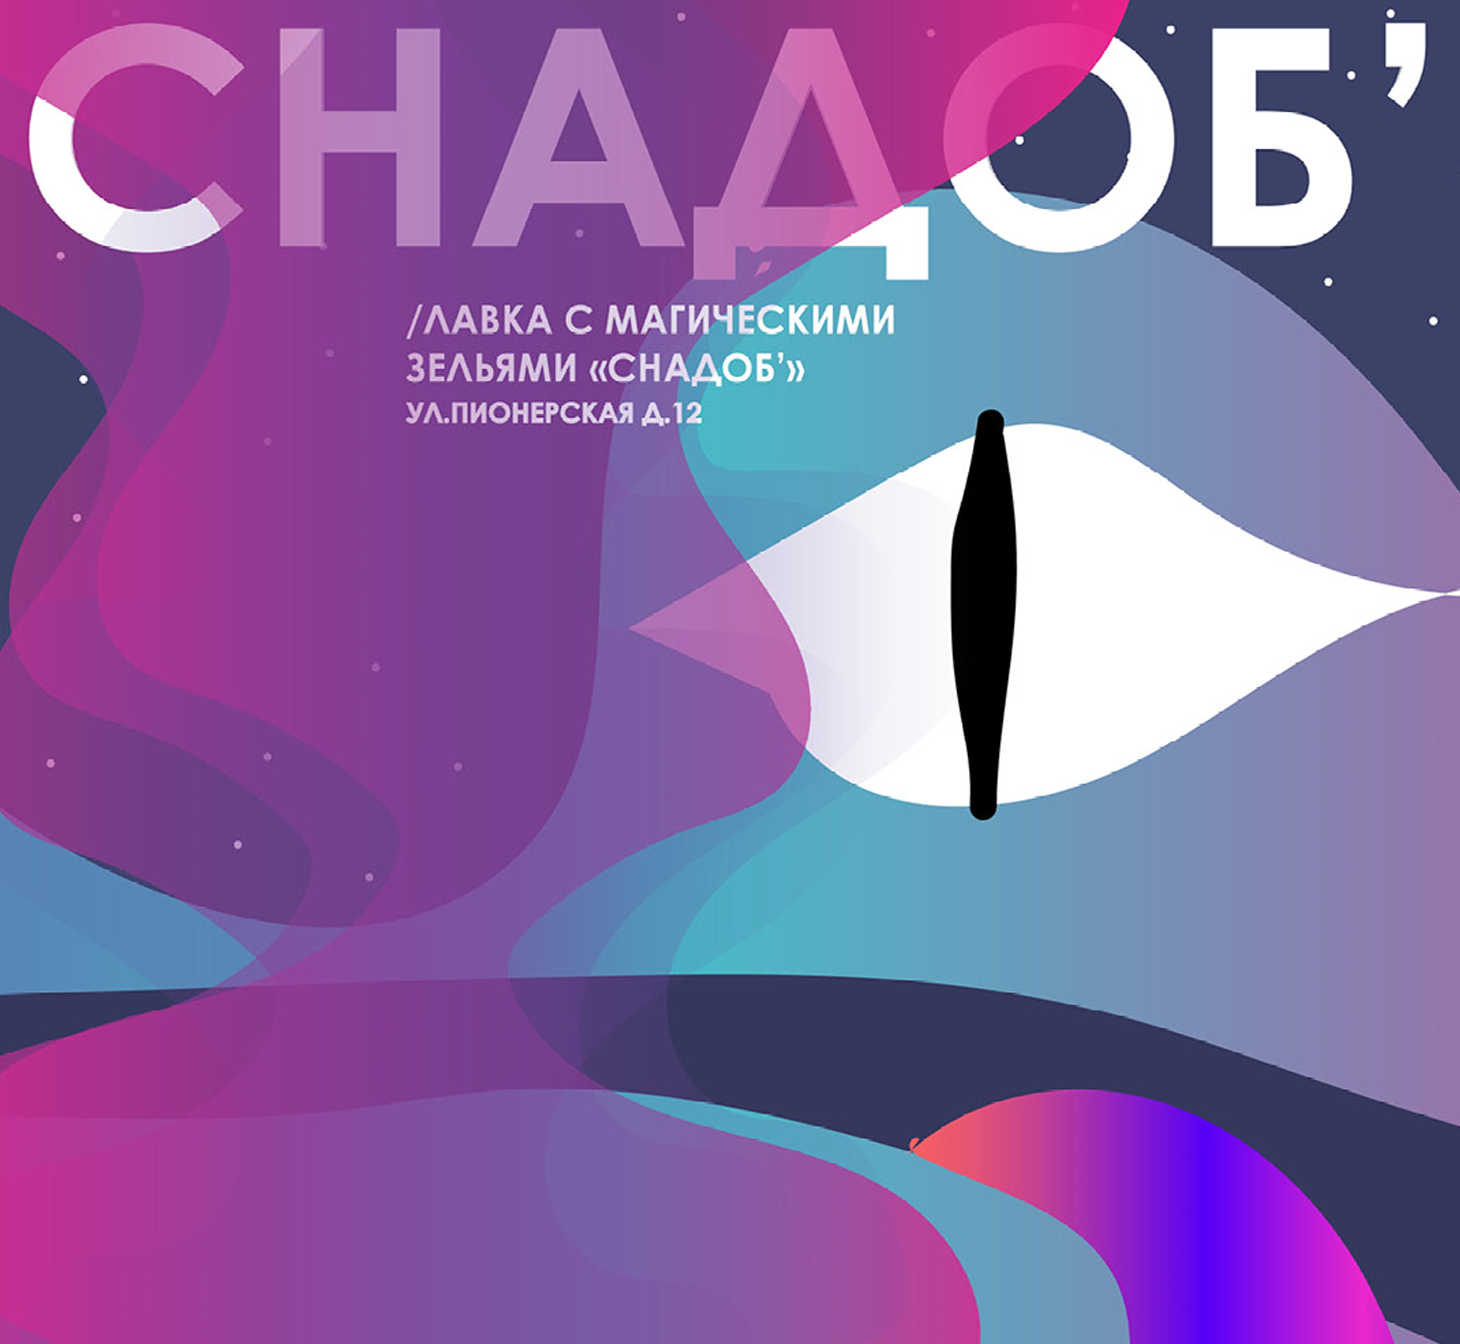 СНАДОБ’
/ЛАВКА С МАГИЧЕСКИМИ
ЗЕЛЬЯМИ «СНАДОБ’»
УЛ.ПИОНЕРСКАЯ Д.12